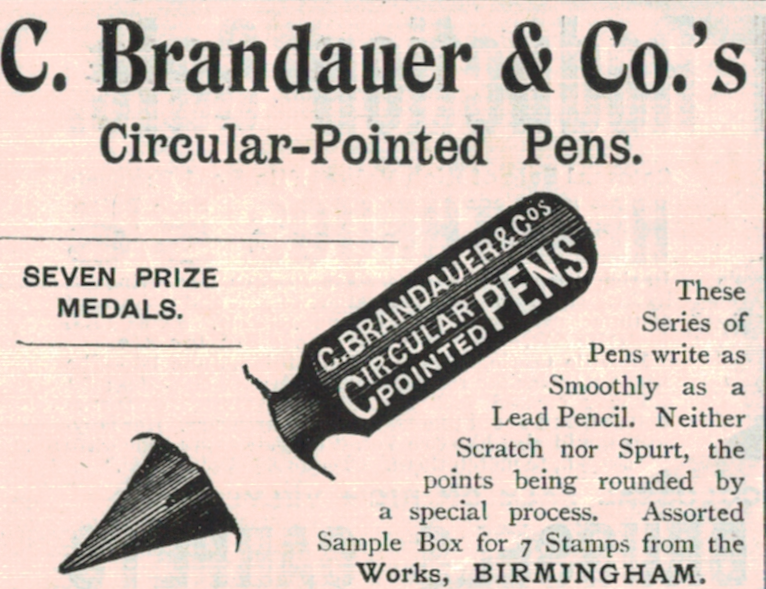 C. Brandauer & Co.'s
Circular-Pointed Pens.
SEVEN PRIZE
MEDALS.
C. BRANDAUER & COS
CIRCULAR
POINTED
PENS
These
Series of
Pens write as
Smoothly as a
Lead Pencil. Neither
Scratch nor Spurt, the
points being rounded by
a special process. Assorted
Sample Box for 7 Stamps from the
Works, BIRMINGHAM.